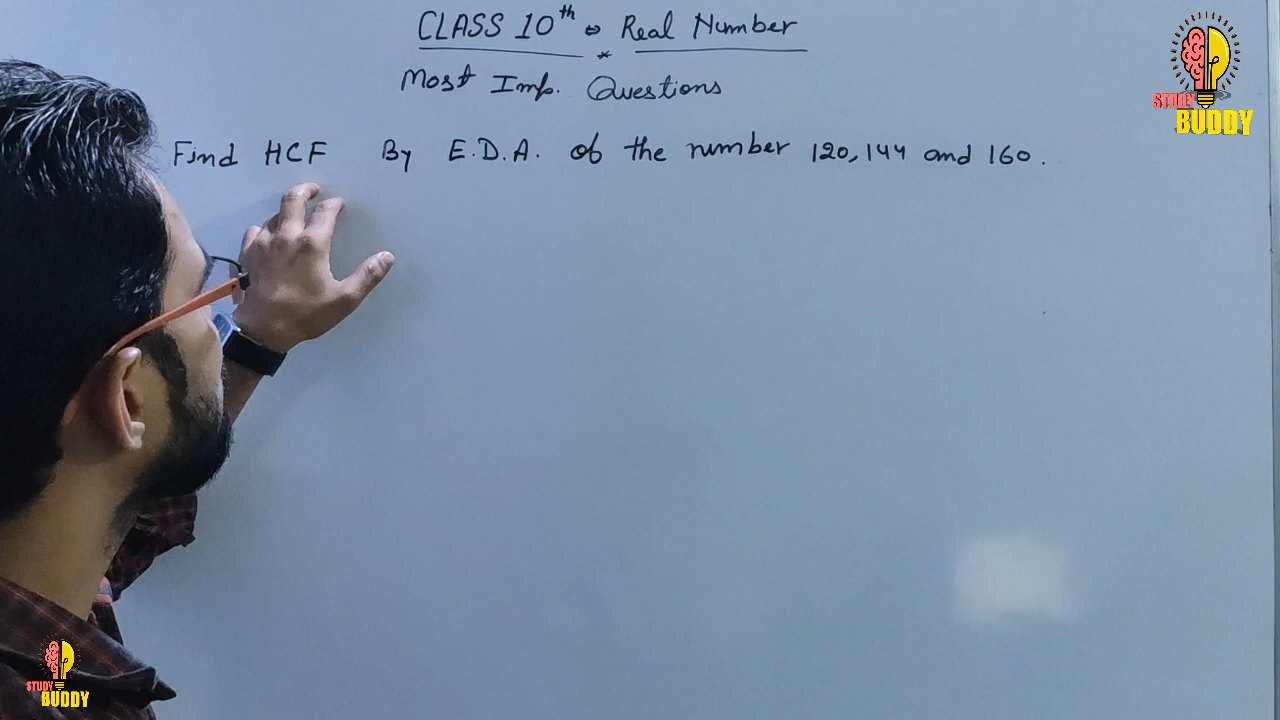 CLASS 10th Real Number
Most Imp. Questions
Find HCF By E.D.A. of the number 120, 144 and 160.
STUDY
BUDDY
STUDY
BUDDY